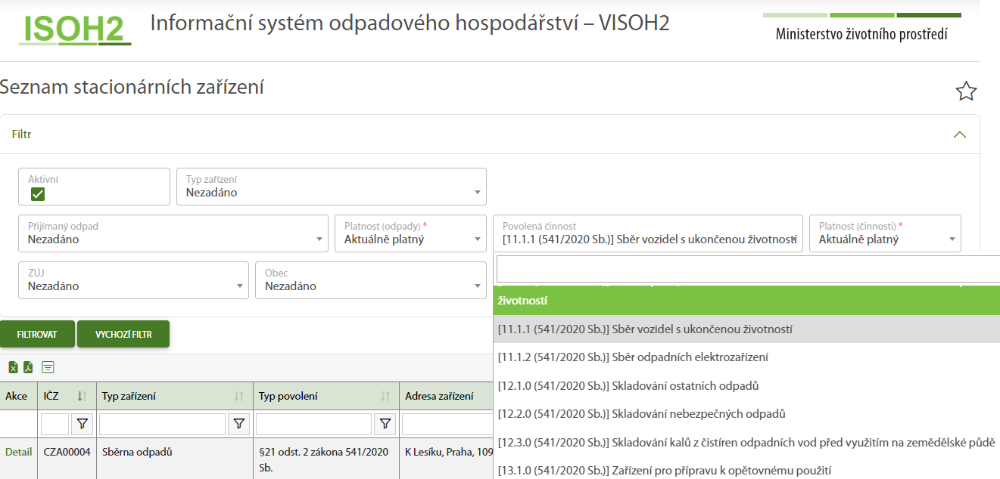 ISOH2
Informační systém odpadového hospodářství – VISOH2
Ministerstvo životního prostředí
Seznam stacionárních zařízení
Filtr
Aktivní
Typ zařízení
Nezadáno
Přijímaný odpad
Nezadáno
Platnost (odpady) *
Aktuálně platný
Povolená činnost
[11.1.1 (541/2020 Sb.)] Sběr vozidel s ukončenou životností
Platnost (činnosti) *
Aktuálně platný
ZÚJ
Nezadáno
Obec
Nezadáno
životností
[11.1.1 (541/2020 Sb.)] Sběr vozidel s ukončenou životností
[11.1.2 (541/2020 Sb.)] Sběr odpadních elektrozařízení
[12.1.0 (541/2020 Sb.)] Skladování ostatních odpadů
[12.2.0 (541/2020 Sb.)] Skladování nebezpečných odpadů
[12.3.0 (541/2020 Sb.)] Skladování kalů z čistíren odpadních vod před využitím na zemědělské půdě
[13.1.0 (541/2020 Sb.)] Zařízení pro přípravu k opětovnému použití
FILTROVAT
VÝCHOZÍ FILTR
Akce
IČZ
Typ zařízení
Typ povolení
Adresa zařízení
Detail
CZA00004
Sběrna odpadů
§21 odst. 2 zákona 541/2020
Sb.
K Lesíku, Praha, 109